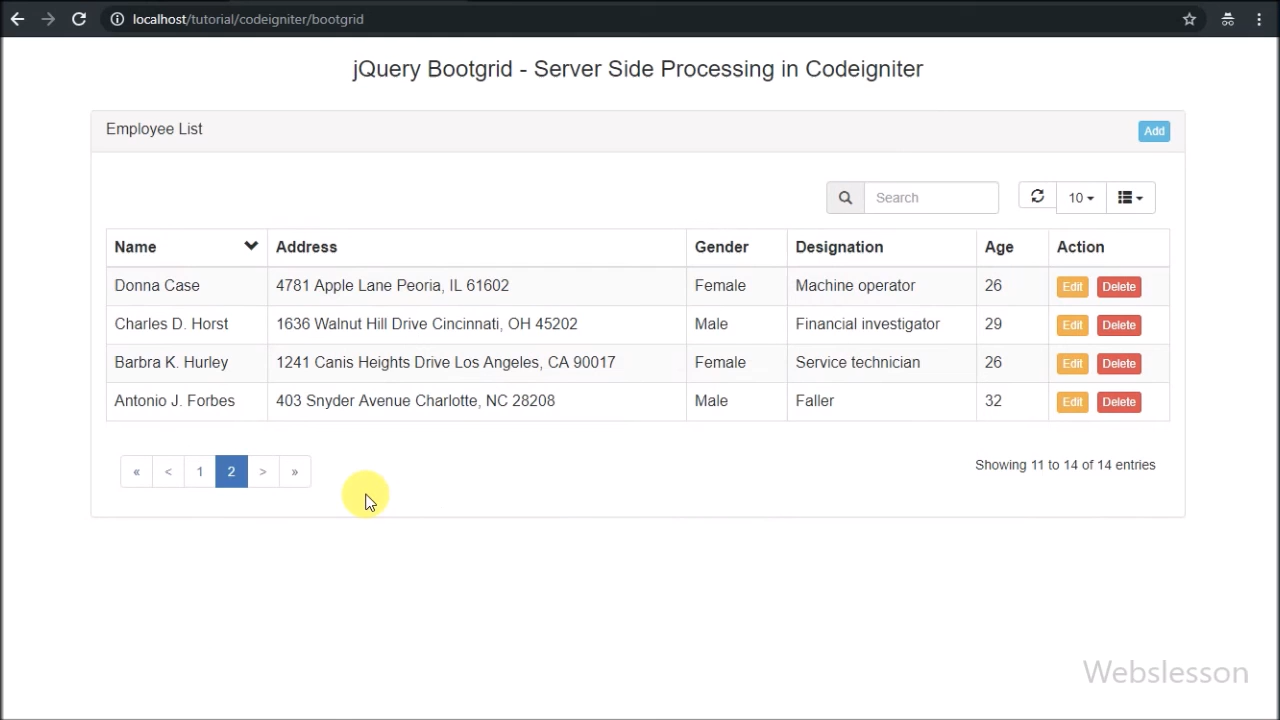 localhost/tutorial/codeigniter/bootgrid
jQuery Bootgrid - Server Side Processing in Codeigniter
Employee List Add
Search 10
Name Address Gender Designation Age Action
Donna Case 4781 Apple Lane Peoria, IL 61602 Female Machine operator 26 Edit Delete
Charles D. Horst 1636 Walnut Hill Drive Cincinnati, OH 45202 Male Financial investigator 29 Edit Delete
Barbra K. Hurley 1241 Canis Heights Drive Los Angeles, CA 90017 Female Service technician 26 Edit Delete
Antonio J. Forbes 403 Snyder Avenue Charlotte, NC 28208 Male Faller 32 Edit Delete
« < 1 2 > » Showing 11 to 14 of 14 entries
Webslesson